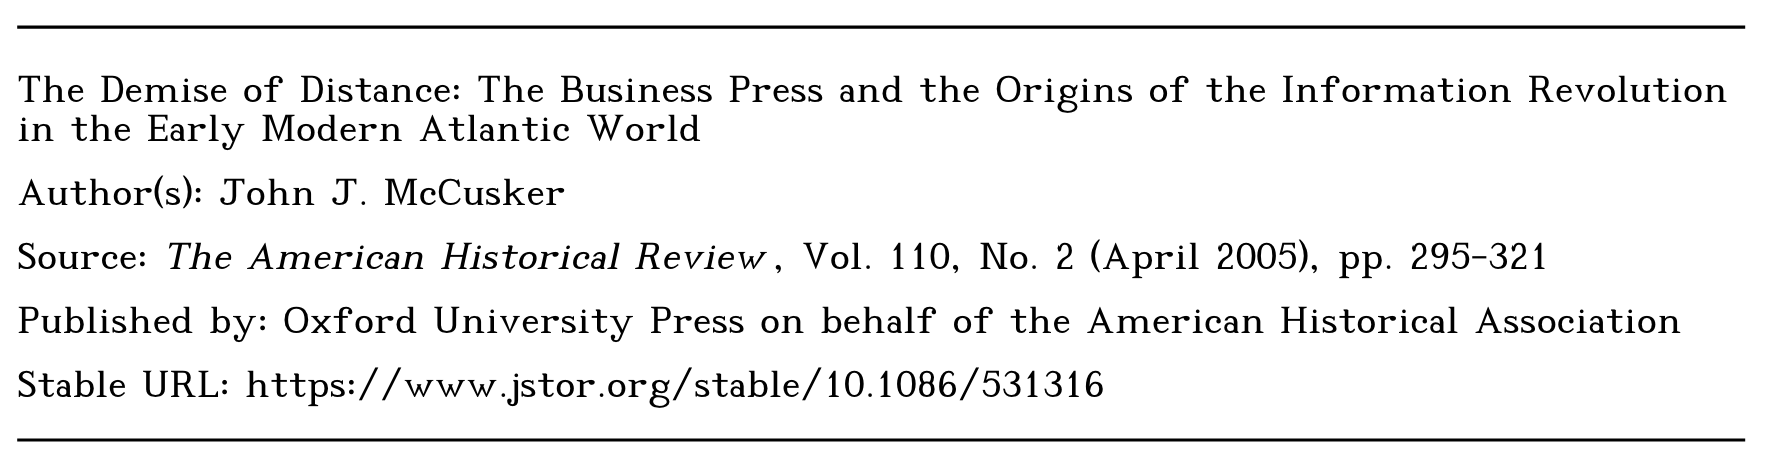 The Demise of Distance: The Business Press and the Origins of the Information Revolution
in the Early Modern Atlantic World
Author(s): John J. McCusker
Source: The American Historical Review, Vol. 110, No. 2 (April 2005), pp. 295-321
Published by: Oxford University Press on behalf of the American Historical Association
Stable URL: https://www.jstor.org/stable/10.1086/531316